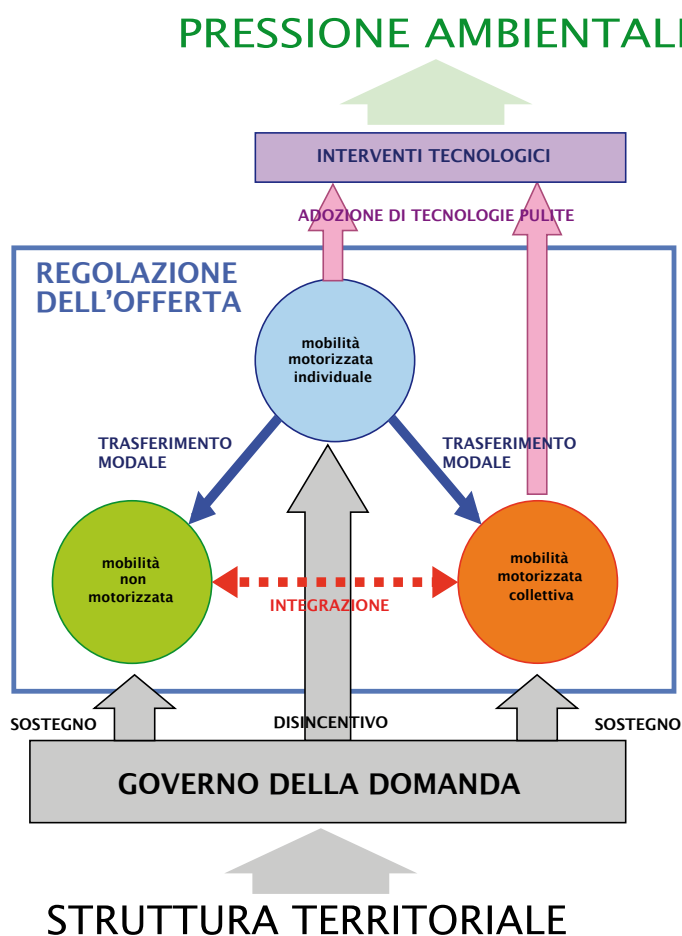 PRESSIONE AMBIENTALE
INTERVENTI TECNOLOGICI
ADOZIONE DI TECNOLOGIE PULITE
REGOLAZIONE
DELL'OFFERTA
mobilità
motorizzata
individuale
TRASFERIMENTO
MODALE
TRASFERIMENTO
MODALE
mobilità
non
motorizzata
mobilità
motorizzata
collettiva
INTEGRAZIONE
SOSTEGNO
DISINCENTIVO
SOSTEGNO
GOVERNO DELLA DOMANDA
STRUTTURA TERRITORIALE